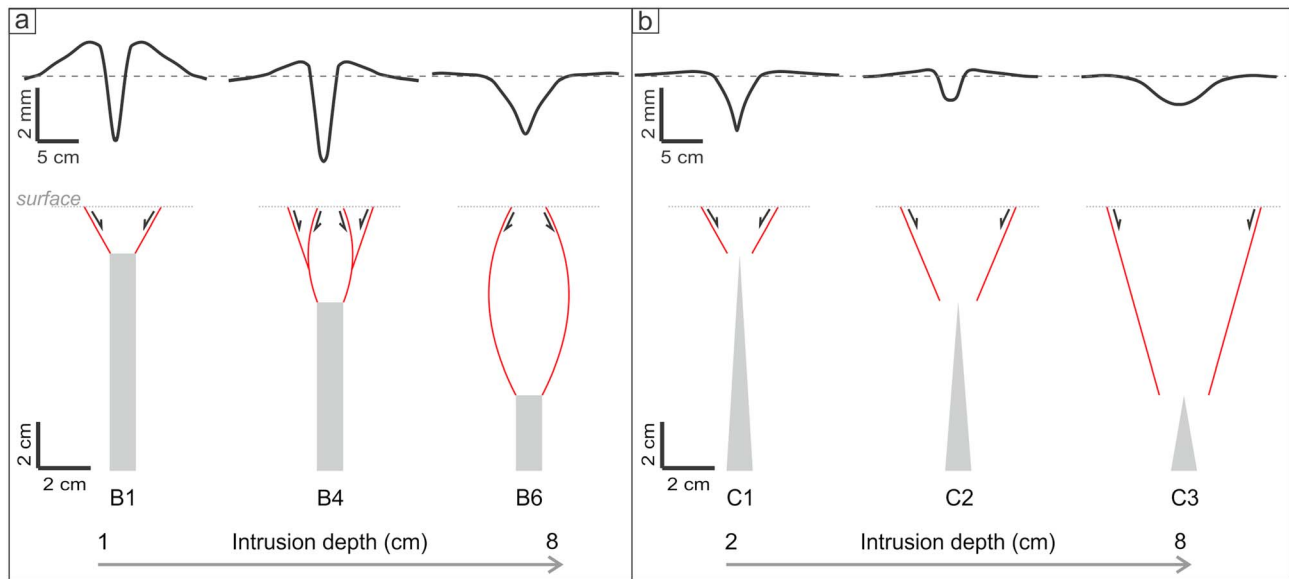 a
2 mm
5 cm
surface
2 cm
2 cm
B1 B4 B6
1 Intrusion depth (cm) 8
b
2 mm
5 cm
2 cm
2 cm
C1 C2 C3
2 Intrusion depth (cm) 8